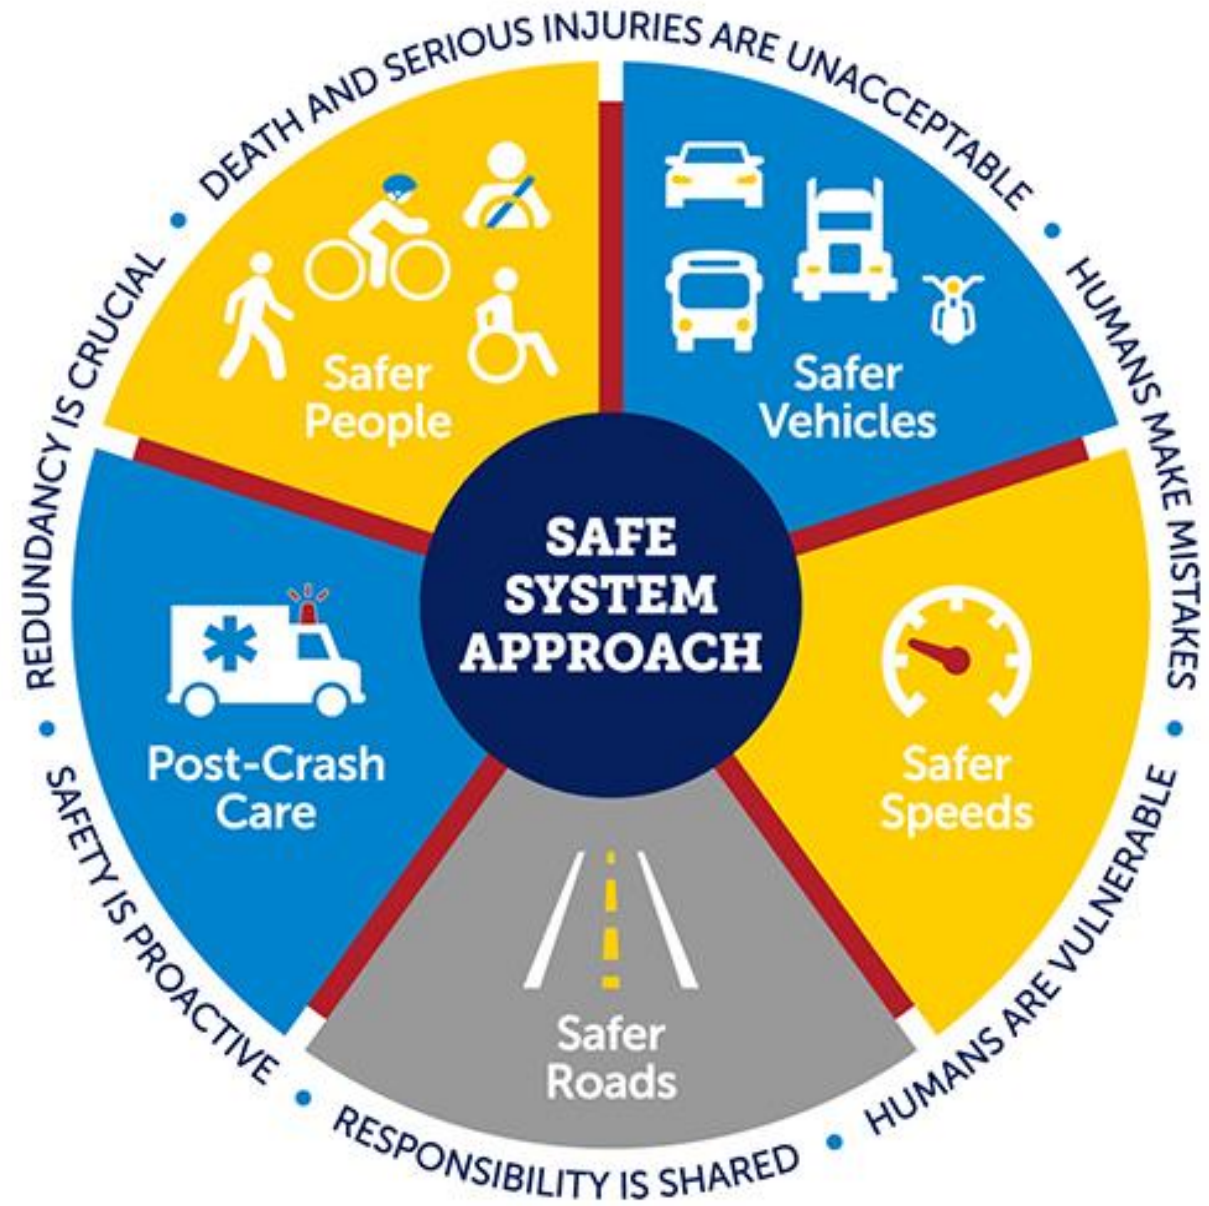 DEATH AND SERIOUS INJURIES ARE UNACCEPTABLE
HUMANS MAKE MISTAKES
HUMANS ARE VULNERABLE
RESPONSIBILITY IS SHARED
SAFETY IS PROACTIVE
REDUNDANCY IS CRUCIAL
Safer
People
Safer
Vehicles
SAFE
SYSTEM
APPROACH
Safer
Speeds
Safer
Roads
Post-Crash
Care